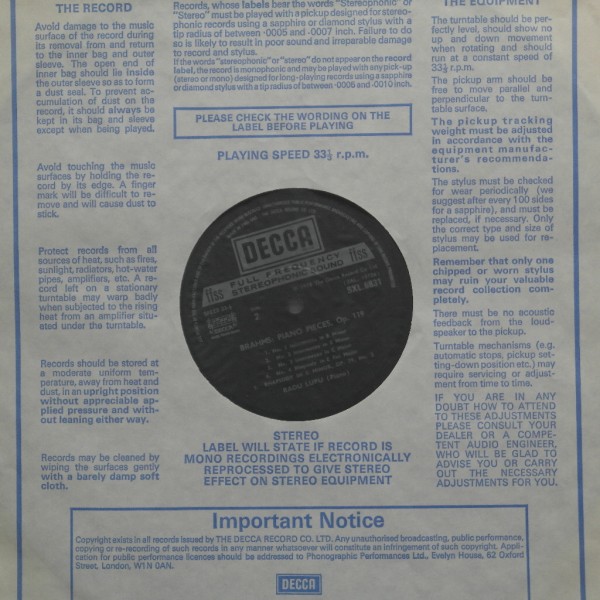 THE RECORD
Avoid damage to the music
surface of the record during
its removal from and return
to the inner bag and outer
sleeve. The open end of
inner bag should lie inside
the outer sleeve so as to form
a dust seal. To prevent ac-
cumulation of dust on the
record, it should always be
kept in its bag and sleeve
except when being played.
Avoid touching the music
surfaces by holding the re-
cord by its edge. A finger
mark will be difficult to re-
move and will cause dust to
stick.
Protect records from all
sources of heat, such as fires,
sunlight, radiators, hot-water
pipes, amplifiers, etc. A re-
cord left on a stationary
turntable may warp badly
when subjected to the rising
heat from an amplifier situ-
ated under the turntable.
Records should be stored at
a moderate uniform tem-
perature, away from heat and
dust, in an upright position
without appreciable ap-
plied pressure and with-
out leaning either way.
Records may be cleaned by
wiping the surfaces gently
with a barely damp soft
cloth.
Records, whose labels bear the words "Stereophonic" or
"Stereo" must be played with a pickup designed for stereo-
phonic records using a sapphire or diamond stylus with a
tip radius of between ·0005 and ·0007 inch. Failure to do
so is likely to result in poor sound and irreparable damage
to record and stylus.
If the words "stereophonic" or "stereo" do not appear on the record
label, the record is monophonic and may be played with any pick-up
(stereo or mono) designed for long-playing records using a sapphire
or diamond stylus with a tip radius of between ·0005 and ·0010 inch.
PLEASE CHECK THE WORDING ON THE
LABEL BEFORE PLAYING
PLAYING SPEED 33⅓ r.p.m.
DECCA
ffss
FULL FREQUENCY
STEREOPHONIC SOUND
ffss
SXL 6831
2
BRAHMS: PIANO PIECES, Op. 119
RADU LUPU (Piano)
STEREO
LABEL WILL STATE IF RECORD IS
MONO RECORDINGS ELECTRONICALLY
REPROCESSED TO GIVE STEREO
EFFECT ON STEREO EQUIPMENT
THE EQUIPMENT
The turntable should be per-
fectly level, should show no
up and down movement
when rotating and should
run at a constant speed of
33⅓ r.p.m.
The pickup arm should be
free to move parallel and
perpendicular to the turn-
table surface.
The pickup tracking
weight must be adjusted
in accordance with the
equipment manufac-
turer's recommenda-
tions.
The stylus must be checked
for wear periodically (we
suggest after every 100 sides
for a sapphire), and must be
replaced, if necessary. Only
the correct type and size of
stylus may be used for re-
placement.
Remember that only one
chipped or worn stylus
may ruin your valuable
record collection com-
pletely.
There must be no acoustic
feedback from the loud-
speaker to the pickup.
Turntable mechanisms (e.g.
automatic stops, pickup set-
ting-down position etc.) may
require servicing or adjust-
ment from time to time.
IF YOU ARE IN ANY
DOUBT HOW TO ATTEND
TO THESE ADJUSTMENTS
PLEASE CONSULT YOUR
DEALER OR A COMPE-
TENT AUDIO ENGINEER,
WHO WILL BE GLAD TO
ADVISE YOU OR CARRY
OUT THE NECESSARY
ADJUSTMENTS FOR YOU.
Important Notice
Copyright exists in all records issued by THE DECCA RECORD CO. LTD. Any unauthorised broadcasting, public performance,
copying or re-recording of such records in any manner whatsoever will constitute an infringement of such copyright. Appli-
cation for public performance licences should be addressed to Phonographic Performances Ltd., Evelyn House, 62 Oxford
Street, London, W1N 0AN.
DECCA